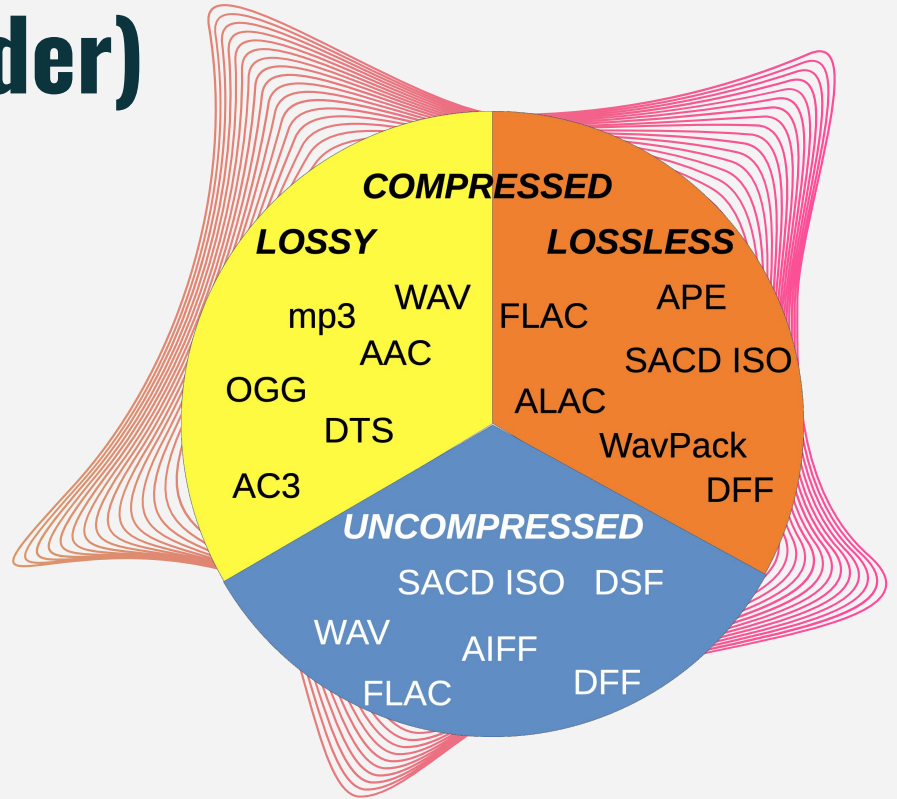 der)
COMPRESSED
LOSSY
LOSSLESS
WAV
mp3
AAC
OGG
DTS
AC3
APE
FLAC
SACD ISO
ALAC
WavPack
DFF
UNCOMPRESSED
SACD ISO DSF
WAV
AIFF
DFF
FLAC